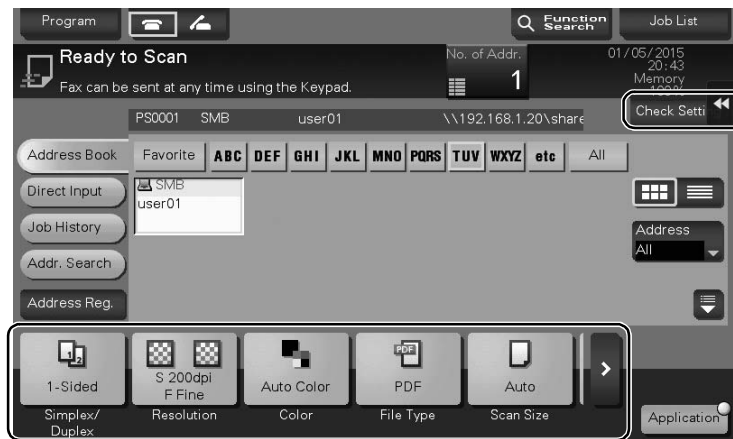 Program
Function
Search
Job List
Ready to Scan
Fax can be sent at any time using the Keypad.
No. of Addr.
1
01/05/2015
20:43
Memory
100%
PS0001 SMB user01 \\192.168.1.20\share
Check Setti
Address Book
Favorite ABC DEF GHI JKL MNO PQRS TUV WXYZ etc All
Direct Input
SMB
user01
Job History
Address
All
Addr. Search
Address Reg.
1 2
PDF
1-Sided
S 200dpi
F Fine
Auto Color
PDF
Auto
Simplex/
Duplex
Resolution
Color
File Type
Scan Size
Application